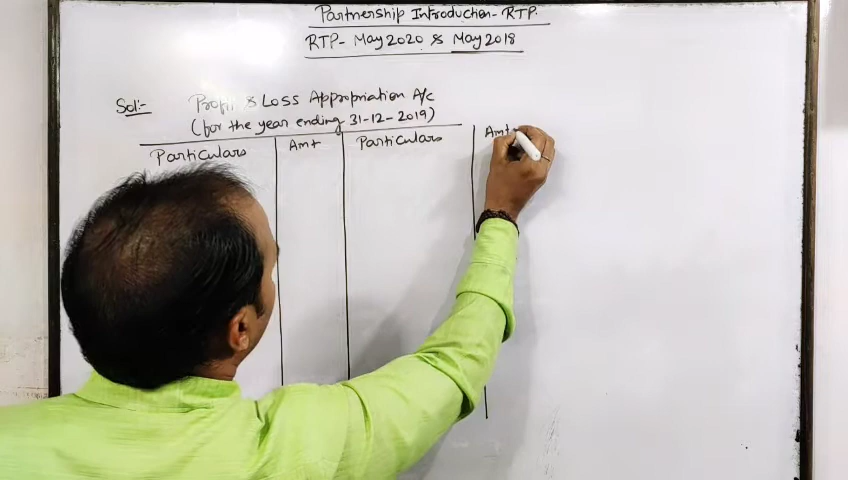 Partnership Introduction - RTP.
RTP - May 2020 & May 2018
Sol:- Profit & Loss Appropriation A/c
(for the year ending 31-12-2019)
Particulars Amt Particulars Amt